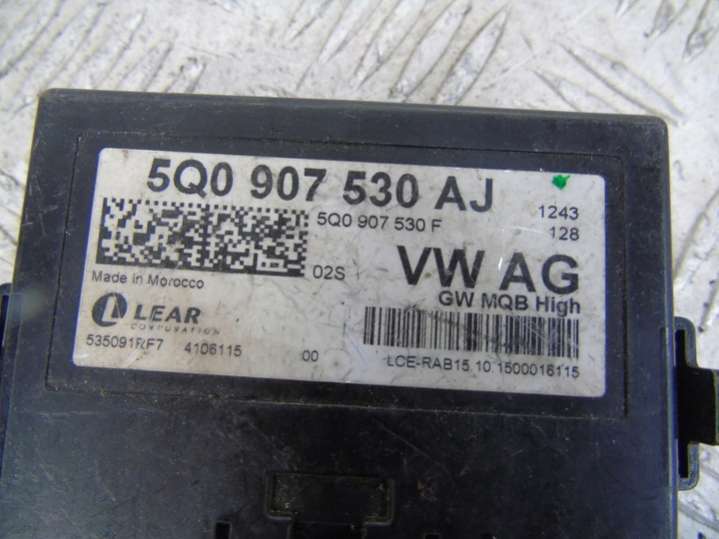 5Q0 907 530 AJ
5Q0 907 530 F
1243
128
02S
VW AG
GW MQB High
Made in Morocco
LEAR
CORPORATION
535091RF7 4106115 00
LCE-RAB15.10.1500016115